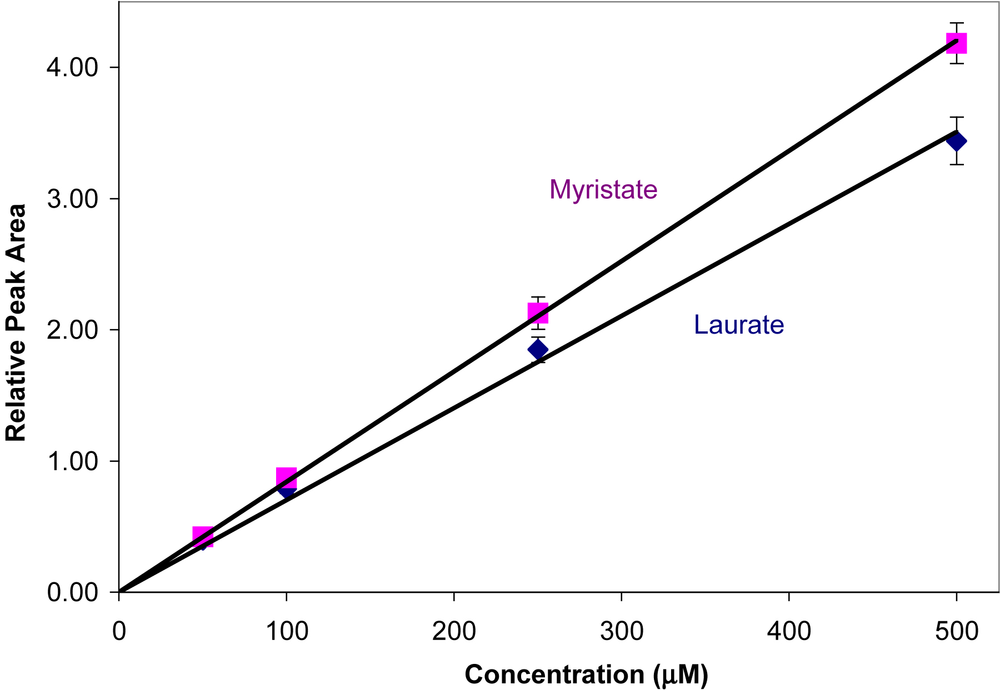 4.00
3.00
2.00
1.00
0.00
Relative Peak Area
Myristate
Laurate
0 100 200 300 400 500
Concentration (μM)